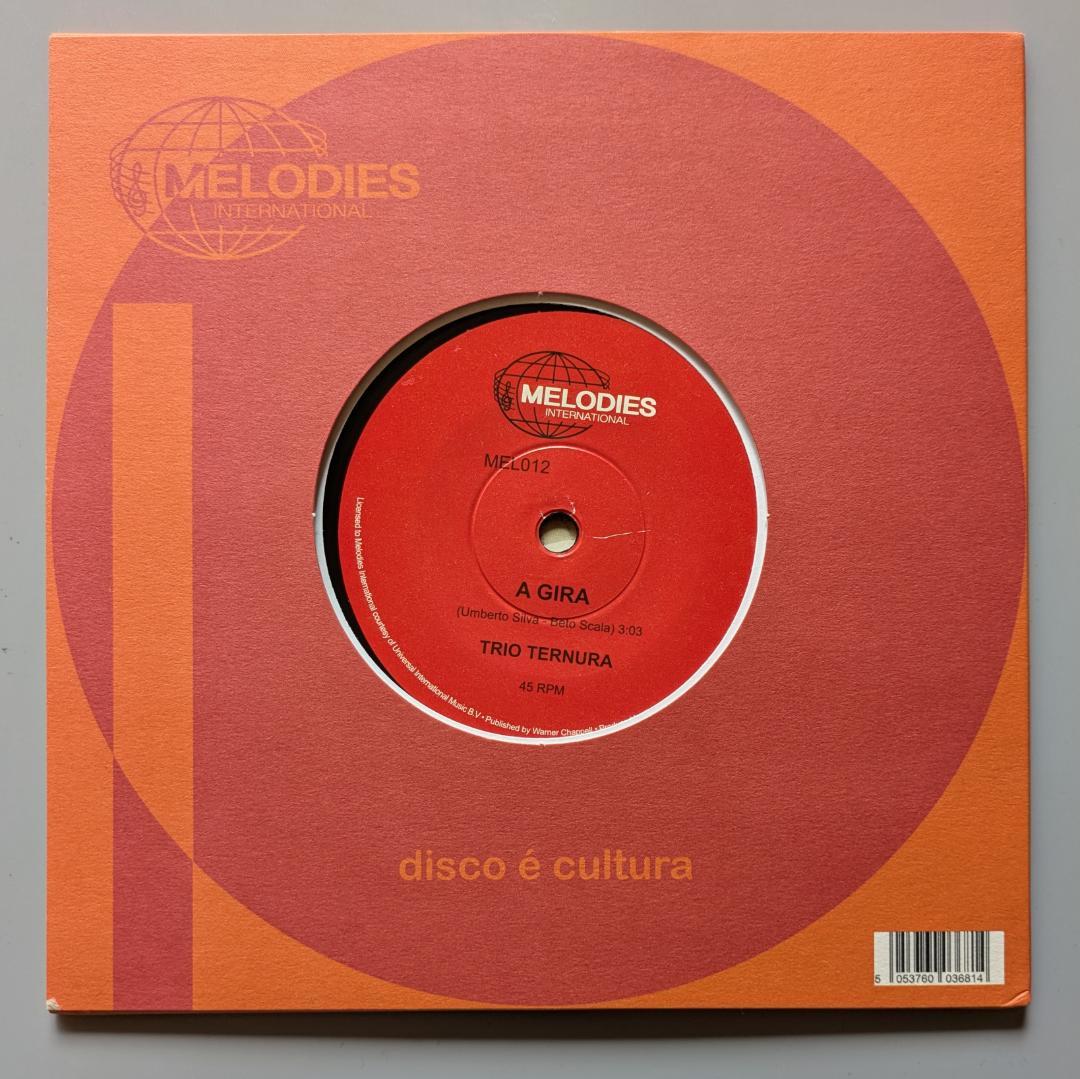 MELODIES
INTERNATIONAL
MELODIES
INTERNATIONAL
MEL012
A GIRA
(Umberto Silva - Beto Scala) 3:03
TRIO TERNURA
45 RPM
Licensed to Melodies International courtesy of Universal International Music B.V • Published by Warner Chappell •
disco é cultura
5 053760 036814